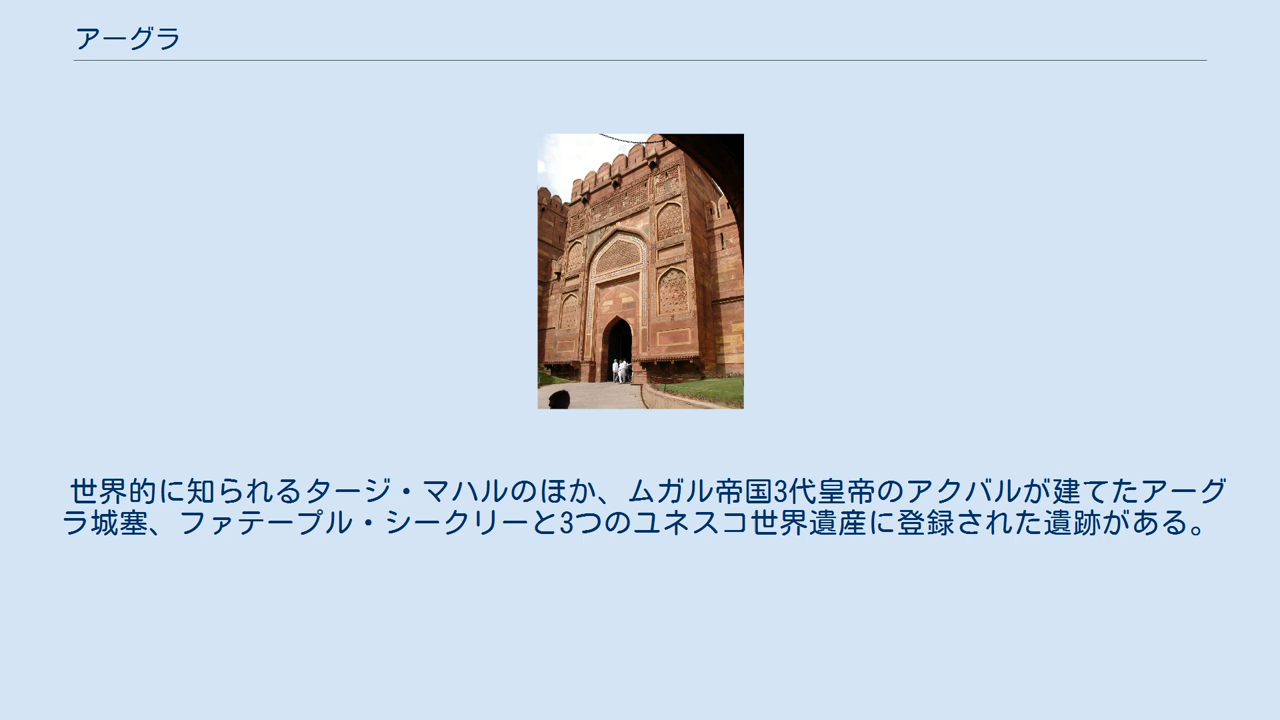 アーグラ
世界的に知られるタージ・マハルのほか、ムガル帝国3代皇帝のアクバルが建てたアーグ
ラ城塞、ファテープル・シークリーと3つのユネスコ世界遺産に登録された遺跡がある。